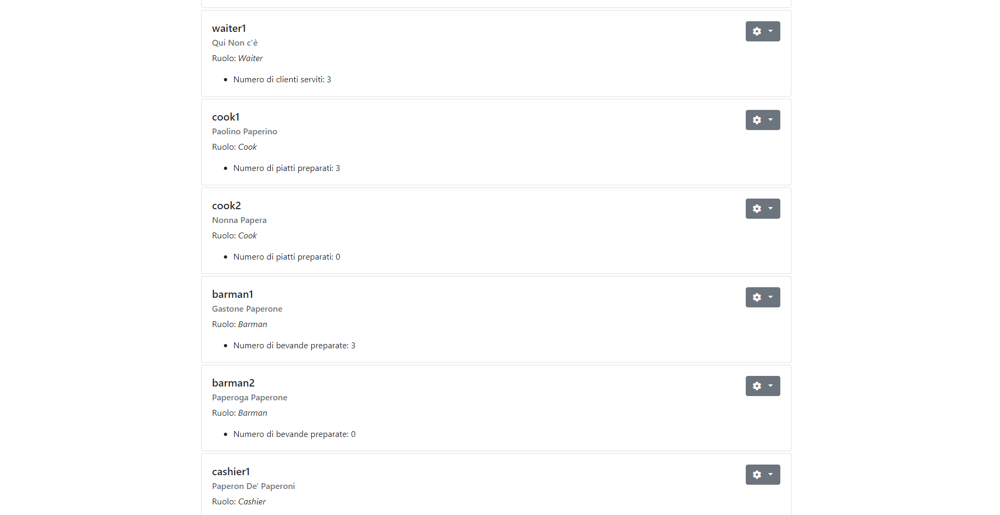 waiter1
Qui Non c'è
Ruolo: Waiter
Numero di clienti serviti: 3
cook1
Paolino Paperino
Ruolo: Cook
Numero di piatti preparati: 3
cook2
Nonna Papera
Ruolo: Cook
Numero di piatti preparati: 0
barman1
Gastone Paperone
Ruolo: Barman
Numero di bevande preparate: 3
barman2
Paperoga Paperone
Ruolo: Barman
Numero di bevande preparate: 0
cashier1
Paperon De' Paperoni
Ruolo: Cashier